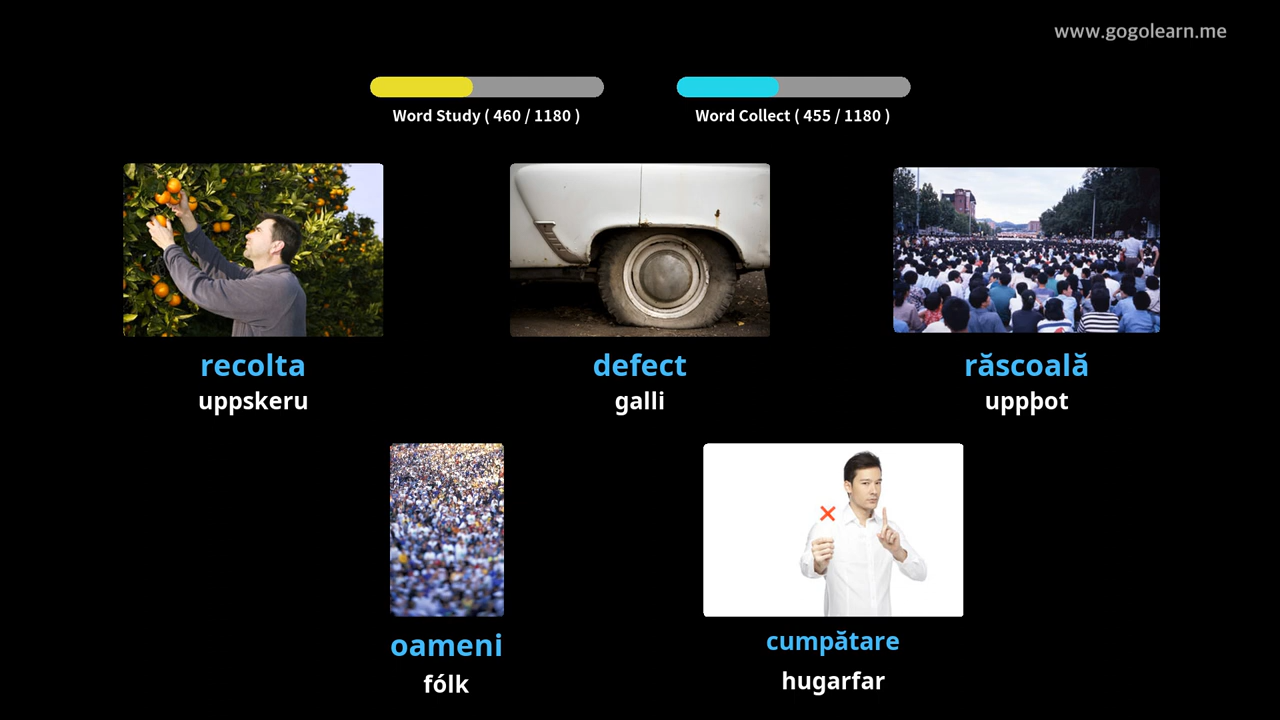 www.gogolearn.me
Word Study ( 460 / 1180 )
Word Collect ( 455 / 1180 )
recolta
uppskeru
defect
galli
răscoală
uppþot
oameni
fólk
cumpătare
hugarfar